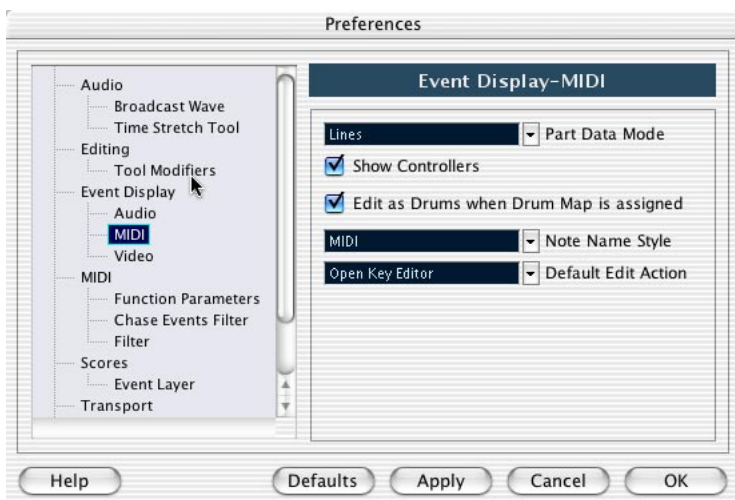 Preferences
Audio
Broadcast Wave
Time Stretch Tool
Editing
Tool Modifiers
Event Display
Audio
MIDI
Video
MIDI
Function Parameters
Chase Events Filter
Filter
Scores
Event Layer
Transport
Event Display-MIDI
Lines Part Data Mode
Show Controllers
Edit as Drums when Drum Map is assigned
MIDI Note Name Style
Open Key Editor Default Edit Action
Help Defaults Apply Cancel OK